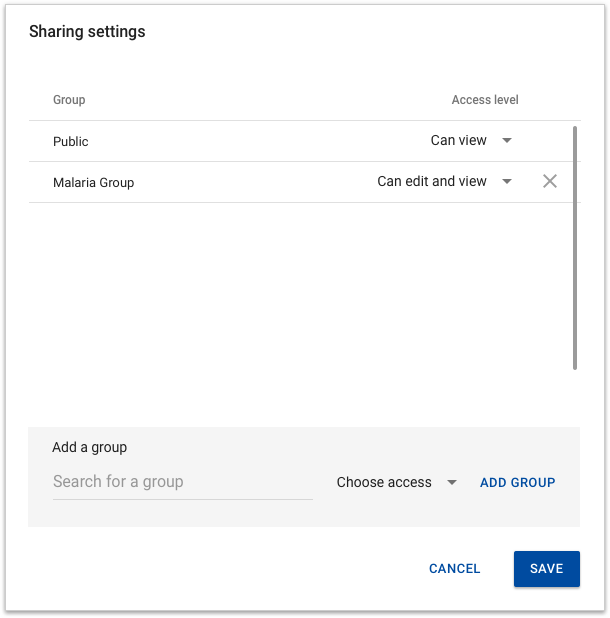 Sharing settings
Group Access level
Public Can view
Malaria Group Can edit and view
Add a group
Search for a group Choose access ADD GROUP
CANCEL SAVE